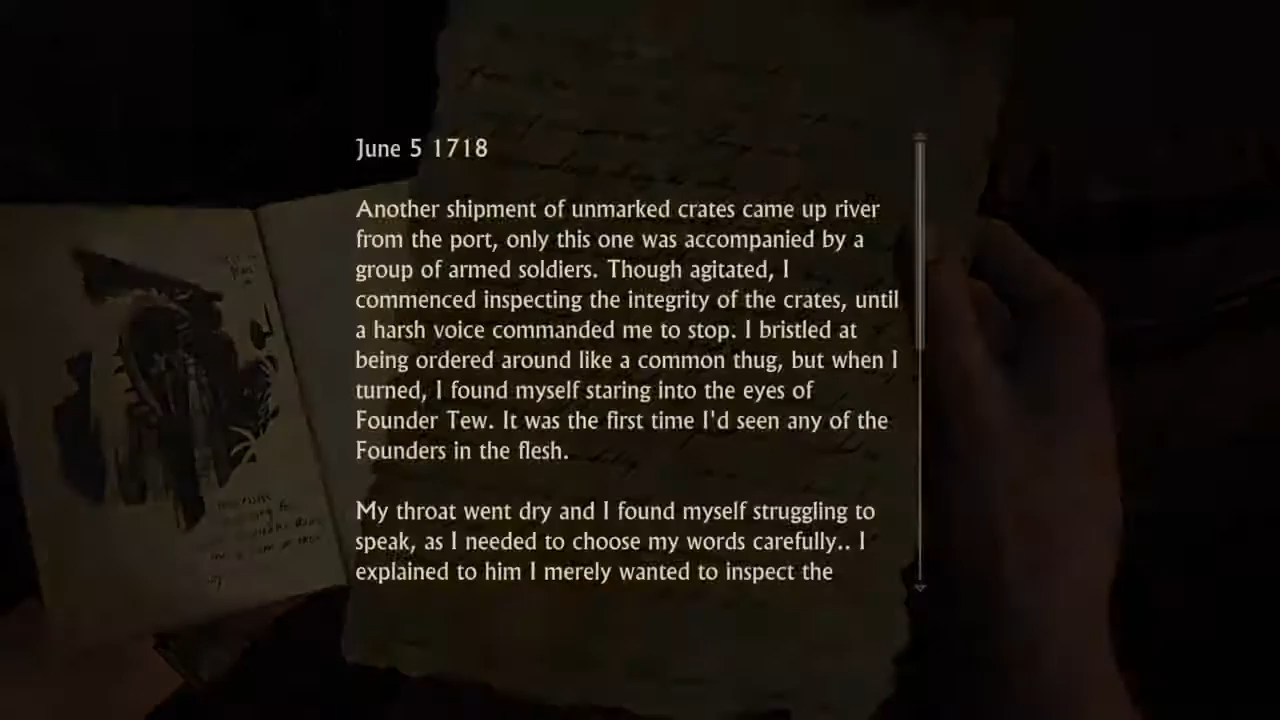 June 5 1718
Another shipment of unmarked crates came up river
from the port, only this one was accompanied by a
group of armed soldiers. Though agitated, I
commenced inspecting the integrity of the crates, until
a harsh voice commanded me to stop. I bristled at
being ordered around like a common thug, but when I
turned, I found myself staring into the eyes of
Founder Tew. It was the first time I'd seen any of the
Founders in the flesh.
My throat went dry and I found myself struggling to
speak, as I needed to choose my words carefully.. I
explained to him I merely wanted to inspect the